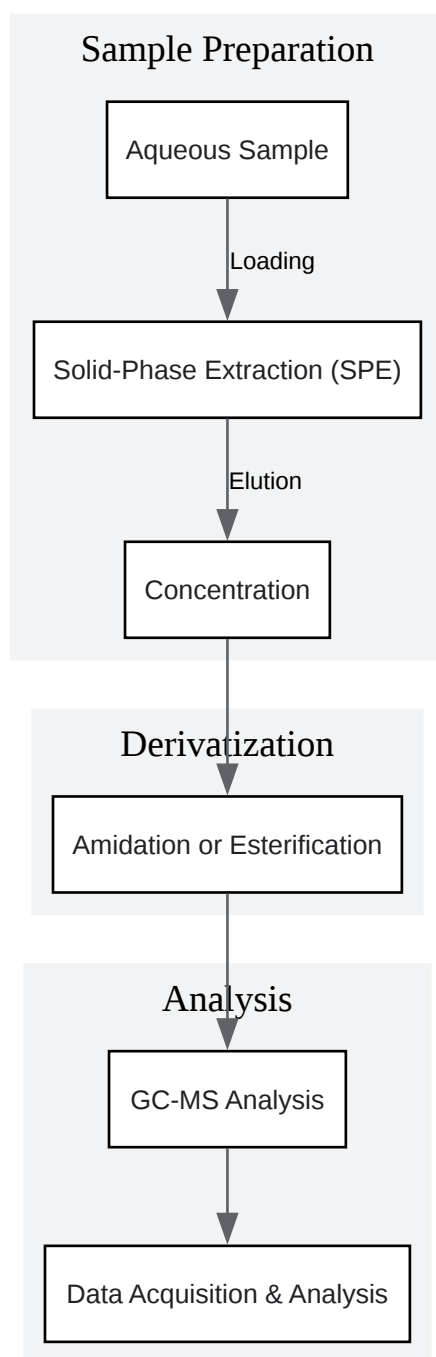 Sample Preparation
Aqueous Sample
Loading
Solid-Phase Extraction (SPE)
Elution
Concentration
Derivatization
Amidation or Esterification
Analysis
GC-MS Analysis
Data Acquisition & Analysis